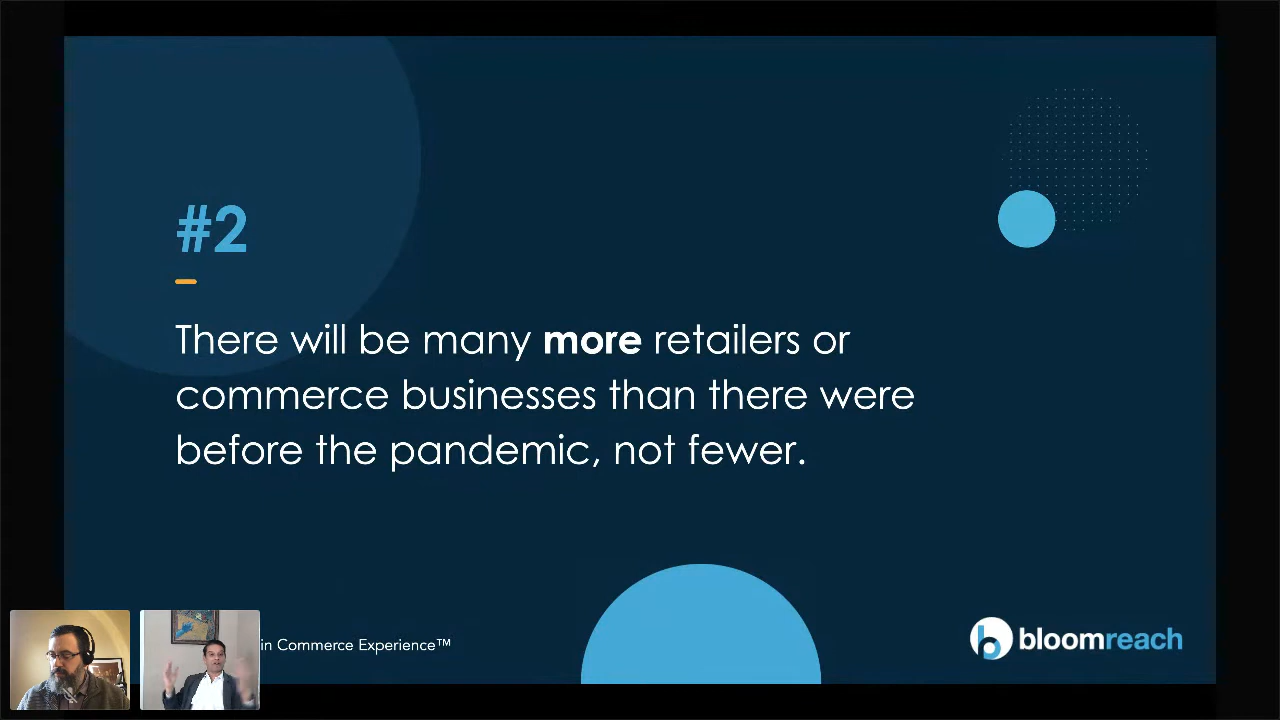 #2
There will be many more retailers or
commerce businesses than there were
before the pandemic, not fewer.
in Commerce Experience™
bloomreach